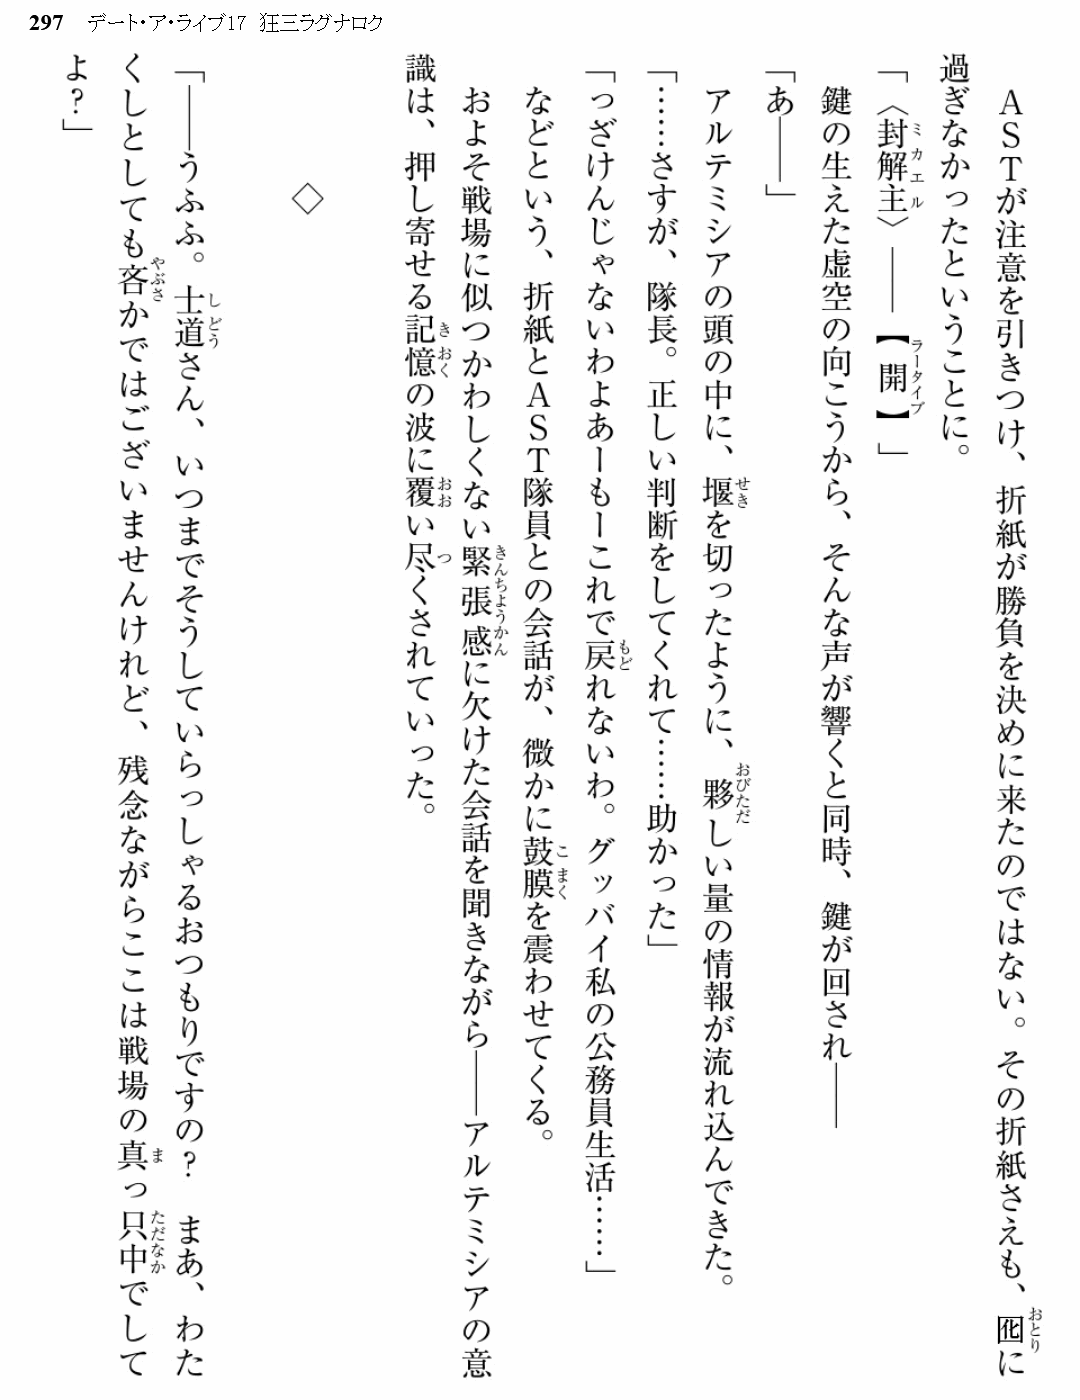 297 デート・ア・ライブ17 狂三ラグナロク
ASTが注意を引きつけ、折紙が勝負を決めに来たのではない。その折紙さえも、囮に
過ぎなかったということに。
「〈封解主〉――【開】」
鍵の生えた虚空の向こうから、そんな声が響くと同時、鍵が回され――
「あ――」
アルテミシアの頭の中に、堰を切ったように、夥しい量の情報が流れ込んできた。
「……さすが、隊長。正しい判断をしてくれて……助かった」
「っざけんじゃないわよあーもーこれで戻れないわ。グッバイ私の公務員生活……」
などという、折紙とAST隊員との会話が、微かに鼓膜を震わせてくる。
およそ戦場に似つかわしくない緊張感に欠けた会話を聞きながら――アルテミシアの意
識は、押し寄せる記憶の波に覆い尽くされていった。
◇
「――うふふ。士道さん、いつまでそうしていらっしゃるおつもりですの? まあ、わた
くしとしても吝かではございませんけれど、残念ながらここは戦場の真っ只中でして
よ?」